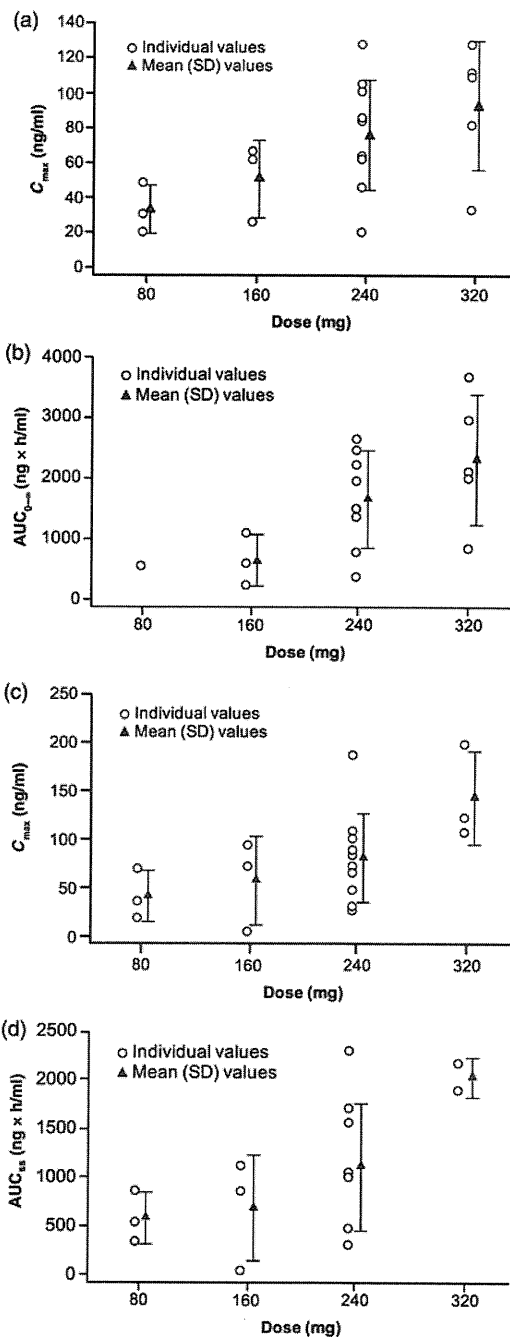 (a)
140
120
100
80
60
40
20
0
C max (ng/ml)
○ Individual values
▲ Mean (SD) values
80 160 240 320
Dose (mg)
(b)
4000
3000
2000
1000
0
AUC0–∞ (ng × h/ml)
○ Individual values
▲ Mean (SD) values
80 160 240 320
Dose (mg)
(c)
250
200
150
100
50
0
C max (ng/ml)
○ Individual values
▲ Mean (SD) values
80 160 240 320
Dose (mg)
(d)
2500
2000
1500
1000
500
0
AUCss (ng × h/ml)
○ Individual values
▲ Mean (SD) values
80 160 240 320
Dose (mg)